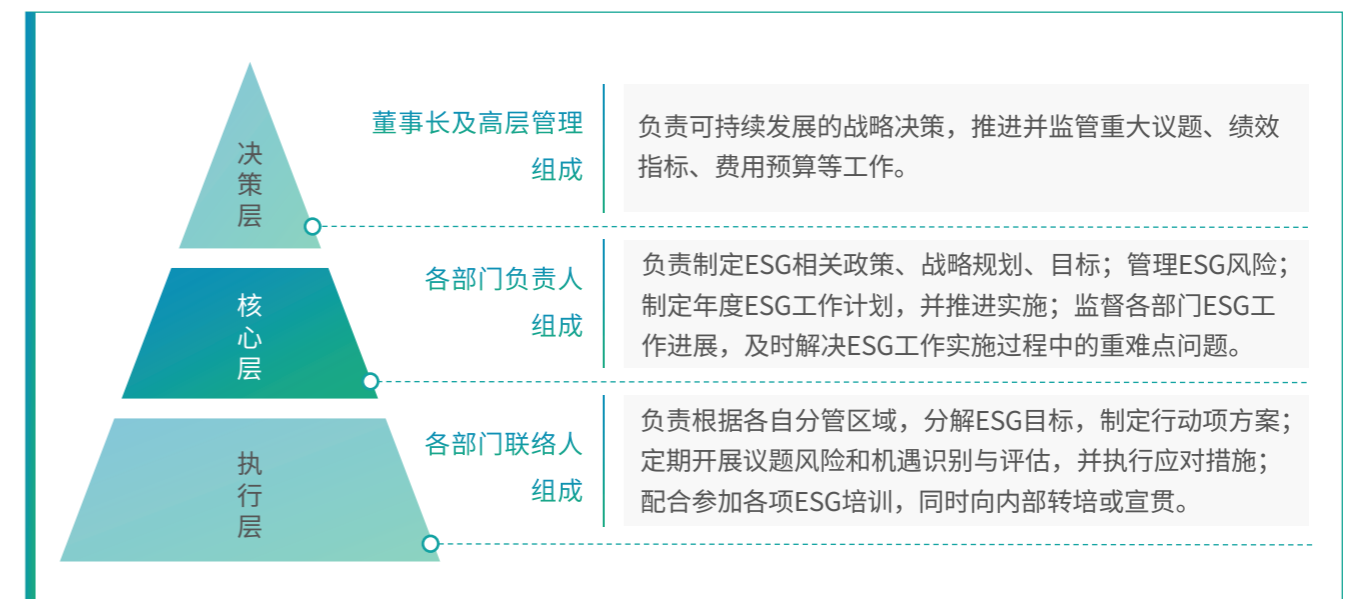 决策层
董事长及高层管理
组成
负责可持续发展的战略决策，推进并监管重大议题、绩效
指标、费用预算等工作。
核心层
各部门负责人
组成
负责制定ESG相关政策、战略规划、目标；管理ESG风险；
制定年度ESG工作计划，并推进实施；监督各部门ESG工
作进展，及时解决ESG工作实施过程中的重难点问题。
执行层
各部门联络人
组成
负责根据各自分管区域，分解ESG目标，制定行动项方案；
定期开展议题风险和机遇识别与评估，并执行应对措施；
配合参加各项ESG培训，同时向内部转培或宣贯。